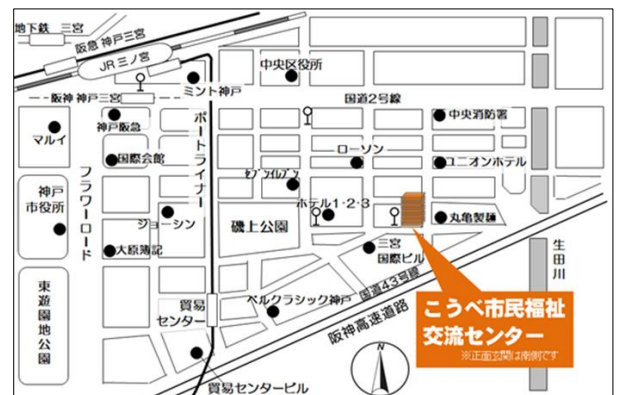 地下鉄 三宮
阪急 神戸三宮
JR三ノ宮
中央区役所
ミント神戸
阪神 神戸三宮
国道2号線
神戸阪急
中央消防署
マルイ
国際会館
ポートライナー
ローソン
ユニオンホテル
フラワーロード
セブンイレブン
神戸
市役所
ジョーシン
磯上公園
ホテル1・2・3
丸亀製麺
大原簿記
三宮
国際ビル
生田川
国道43号線
東遊園地公園
貿易
センター
ベルクラシック神戸
阪神高速道路
こうべ市民福祉
交流センター
※正面玄関は南側です
N
貿易センタービル